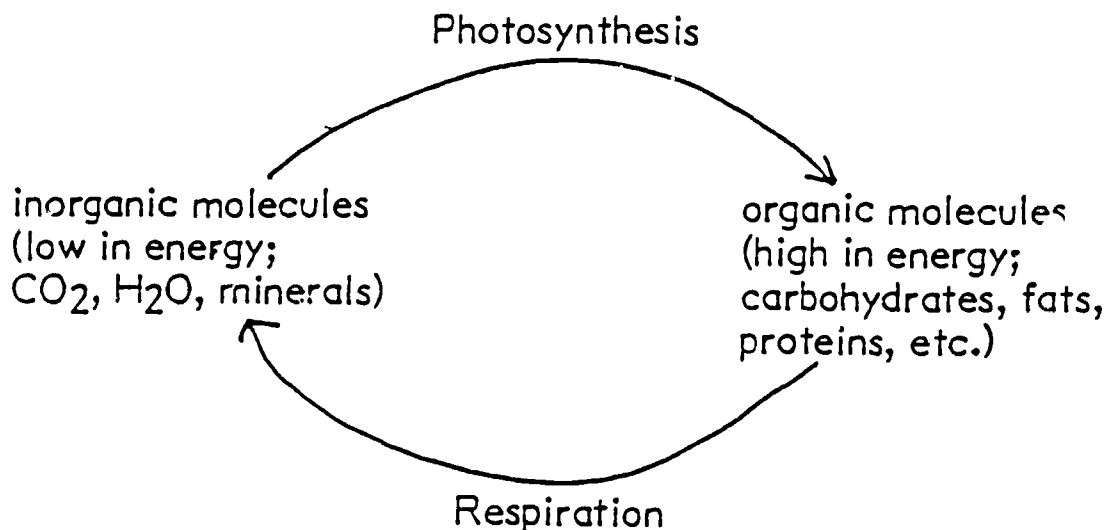 Photosynthesis
inorganic molecules
(low in energy;
CO2, H2O, minerals)
organic molecules
(high in energy;
carbohydrates, fats,
proteins, etc.)
Respiration